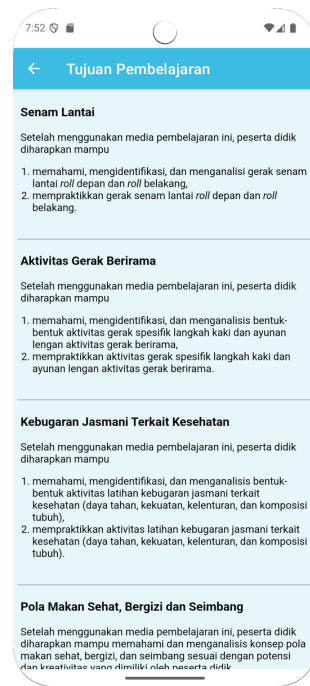 7:52
Tujuan Pembelajaran
Senam Lantai
Setelah menggunakan media pembelajaran ini, peserta didik
diharapkan mampu
1. memahami, mengidentifikasi, dan menganalisi gerak senam
lantai roll depan dan roll belakang,
2. mempraktikkan gerak senam lantai roll depan dan roll
belakang.
Aktivitas Gerak Berirama
Setelah menggunakan media pembelajaran ini, peserta didik
diharapkan mampu
1. memahami, mengidentifikasi, dan menganalisis bentuk-
bentuk aktivitas gerak spesifik langkah kaki dan ayunan
lengan aktivitas gerak berirama,
2. mempraktikkan aktivitas gerak spesifik langkah kaki dan
ayunan lengan aktivitas gerak berirama.
Kebugaran Jasmani Terkait Kesehatan
Setelah menggunakan media pembelajaran ini, peserta didik
diharapkan mampu
1. memahami, mengidentifikasi, dan menganalisis bentuk-
bentuk aktivitas latihan kebugaran jasmani terkait
kesehatan (daya tahan, kekuatan, kelenturan, dan komposisi
tubuh),
2. mempraktikkan aktivitas latihan kebugaran jasmani terkait
kesehatan (daya tahan, kekuatan, kelenturan, dan komposisi
tubuh).
Pola Makan Sehat, Bergizi dan Seimbang
Setelah menggunakan media pembelajaran ini, peserta didik
diharapkan mampu memahami dan menganalisis konsep pola
makan sehat, bergizi, dan seimbang sesuai dengan potensi
dan kreativitas yang dimiliki oleh peserta didik